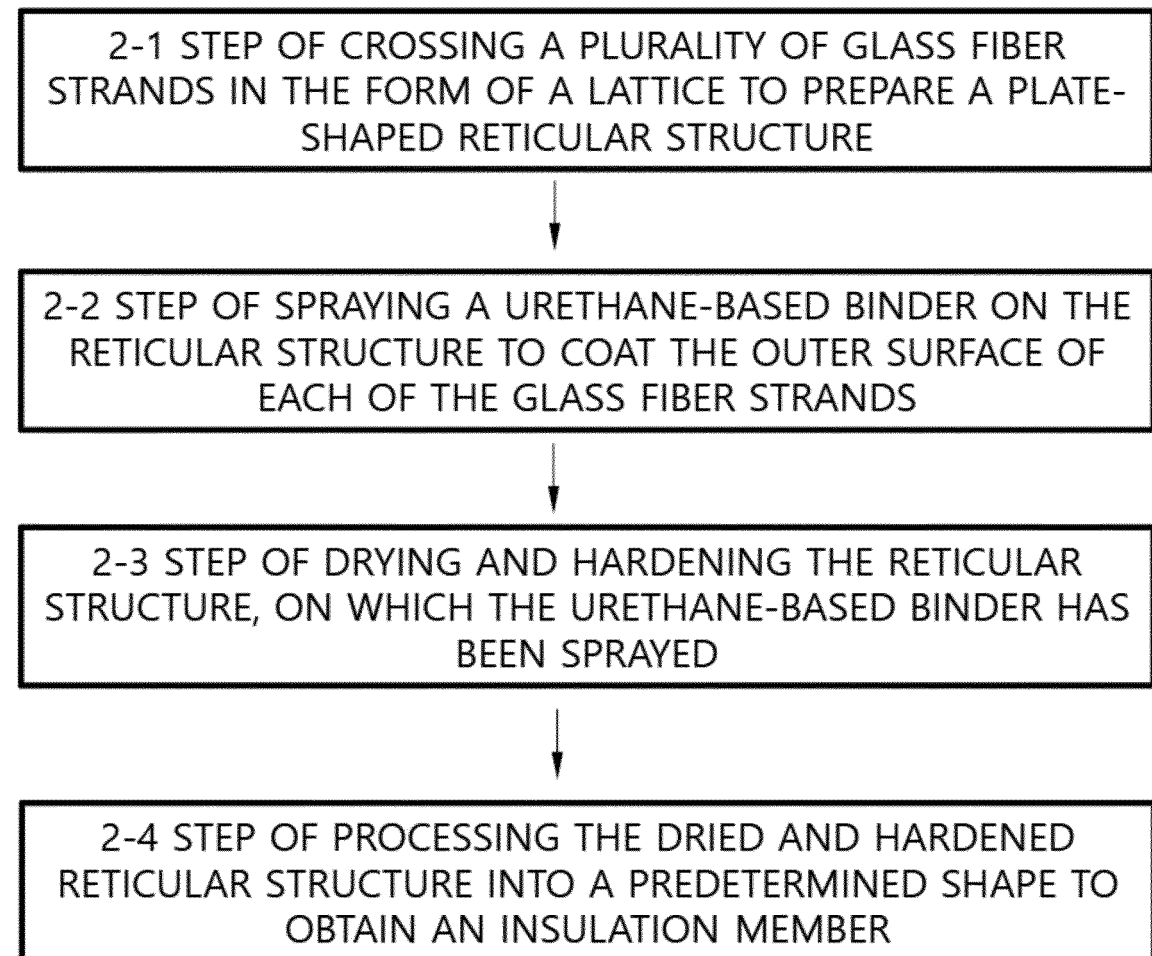 2-1 STEP OF CROSSING A PLURALITY OF GLASS FIBER
STRANDS IN THE FORM OF A LATTICE TO PREPARE A PLATE-
SHAPED RETICULAR STRUCTURE
2-2 STEP OF SPRAYING A URETHANE-BASED BINDER ON THE
RETICULAR STRUCTURE TO COAT THE OUTER SURFACE OF
EACH OF THE GLASS FIBER STRANDS
2-3 STEP OF DRYING AND HARDENING THE RETICULAR
STRUCTURE, ON WHICH THE URETHANE-BASED BINDER HAS
BEEN SPRAYED
2-4 STEP OF PROCESSING THE DRIED AND HARDENED
RETICULAR STRUCTURE INTO A PREDETERMINED SHAPE TO
OBTAIN AN INSULATION MEMBER